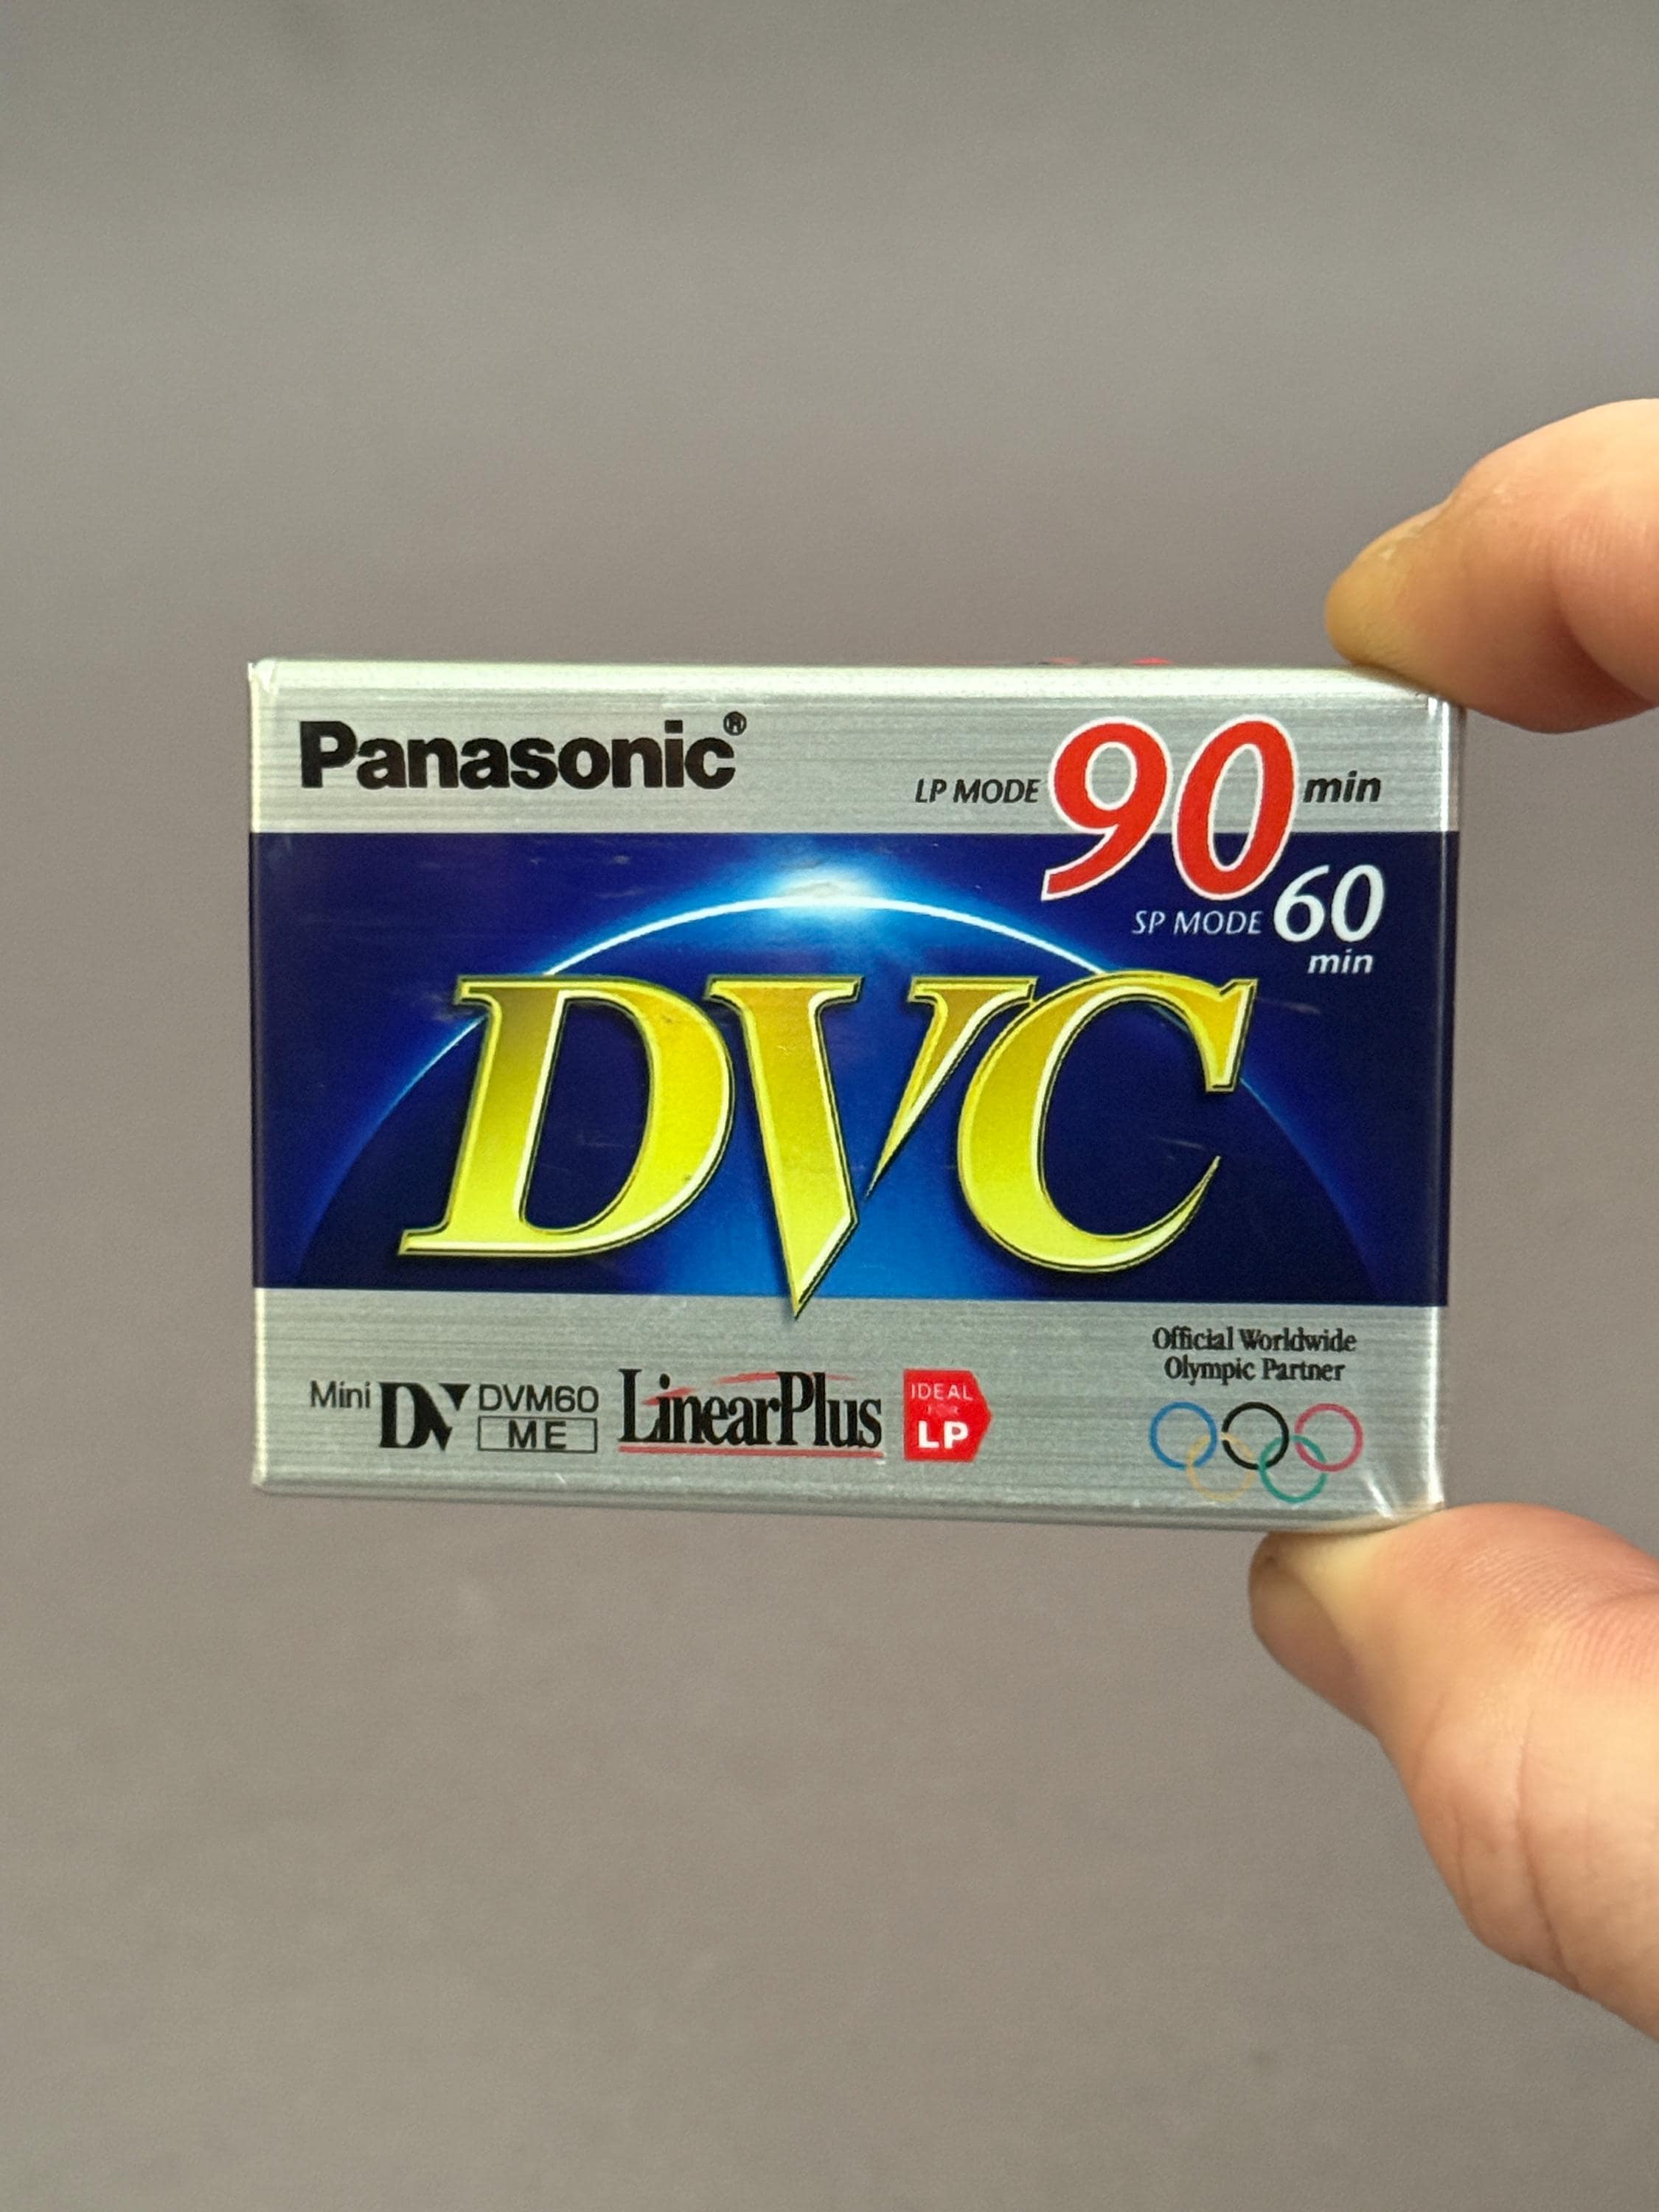 Panasonic®
LP MODE 90 min
SP MODE 60
min
DVC
Mini DV DVM60
ME
LinearPlus
IDEAL
FOR
LP
Official Worldwide
Olympic Partner